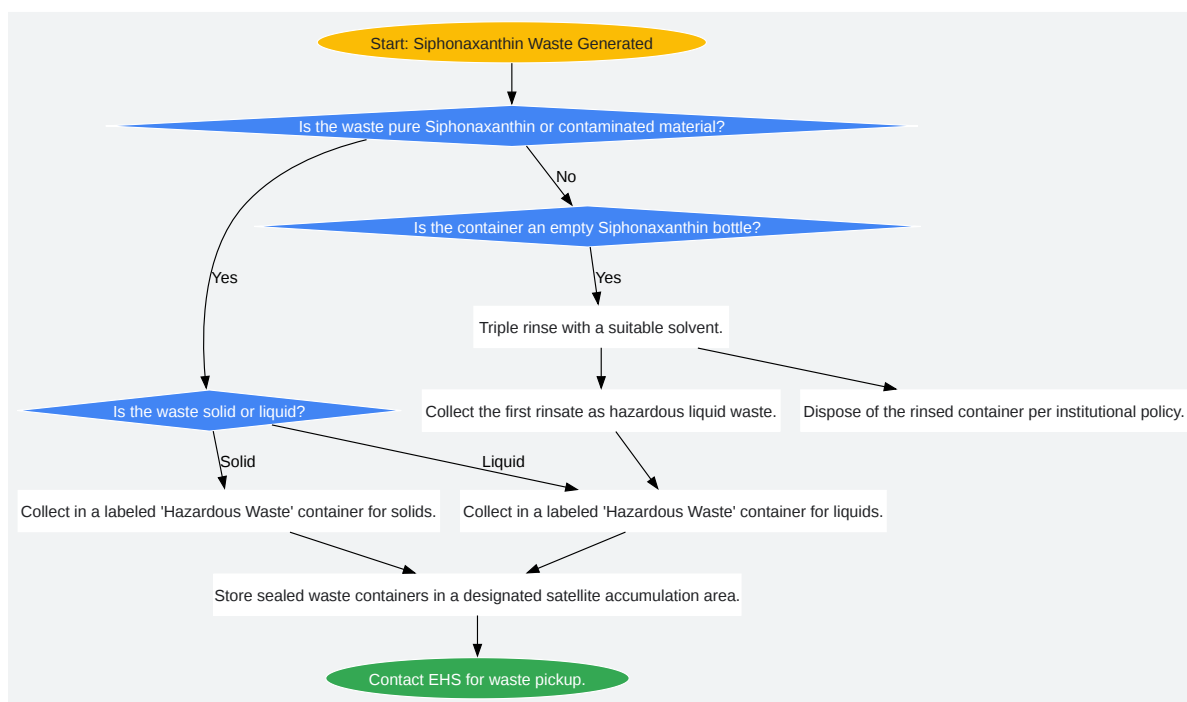 Start: Siphonaxanthin Waste Generated
Is the waste pure Siphonaxanthin or contaminated material?
No
Is the container an empty Siphonaxanthin bottle?
Yes
Yes
Triple rinse with a suitable solvent.
Is the waste solid or liquid?
Collect the first rinsate as hazardous liquid waste.
Dispose of the rinsed container per institutional policy.
Solid
Liquid
Collect in a labeled 'Hazardous Waste' container for solids.
Collect in a labeled 'Hazardous Waste' container for liquids.
Store sealed waste containers in a designated satellite accumulation area.
Contact EHS for waste pickup.